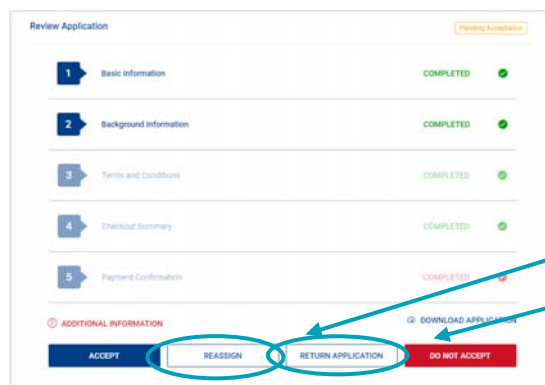 Review Application
Pending Acceptance
1 Basic Information COMPLETED
2 Background Information COMPLETED
3 Terms and Conditions COMPLETED
4 Checkout Summary COMPLETED
5 Payment Confirmation COMPLETED
ADDITIONAL INFORMATION DOWNLOAD APPLICATION
ACCEPT REASSIGN RETURN APPLICATION DO NOT ACCEPT